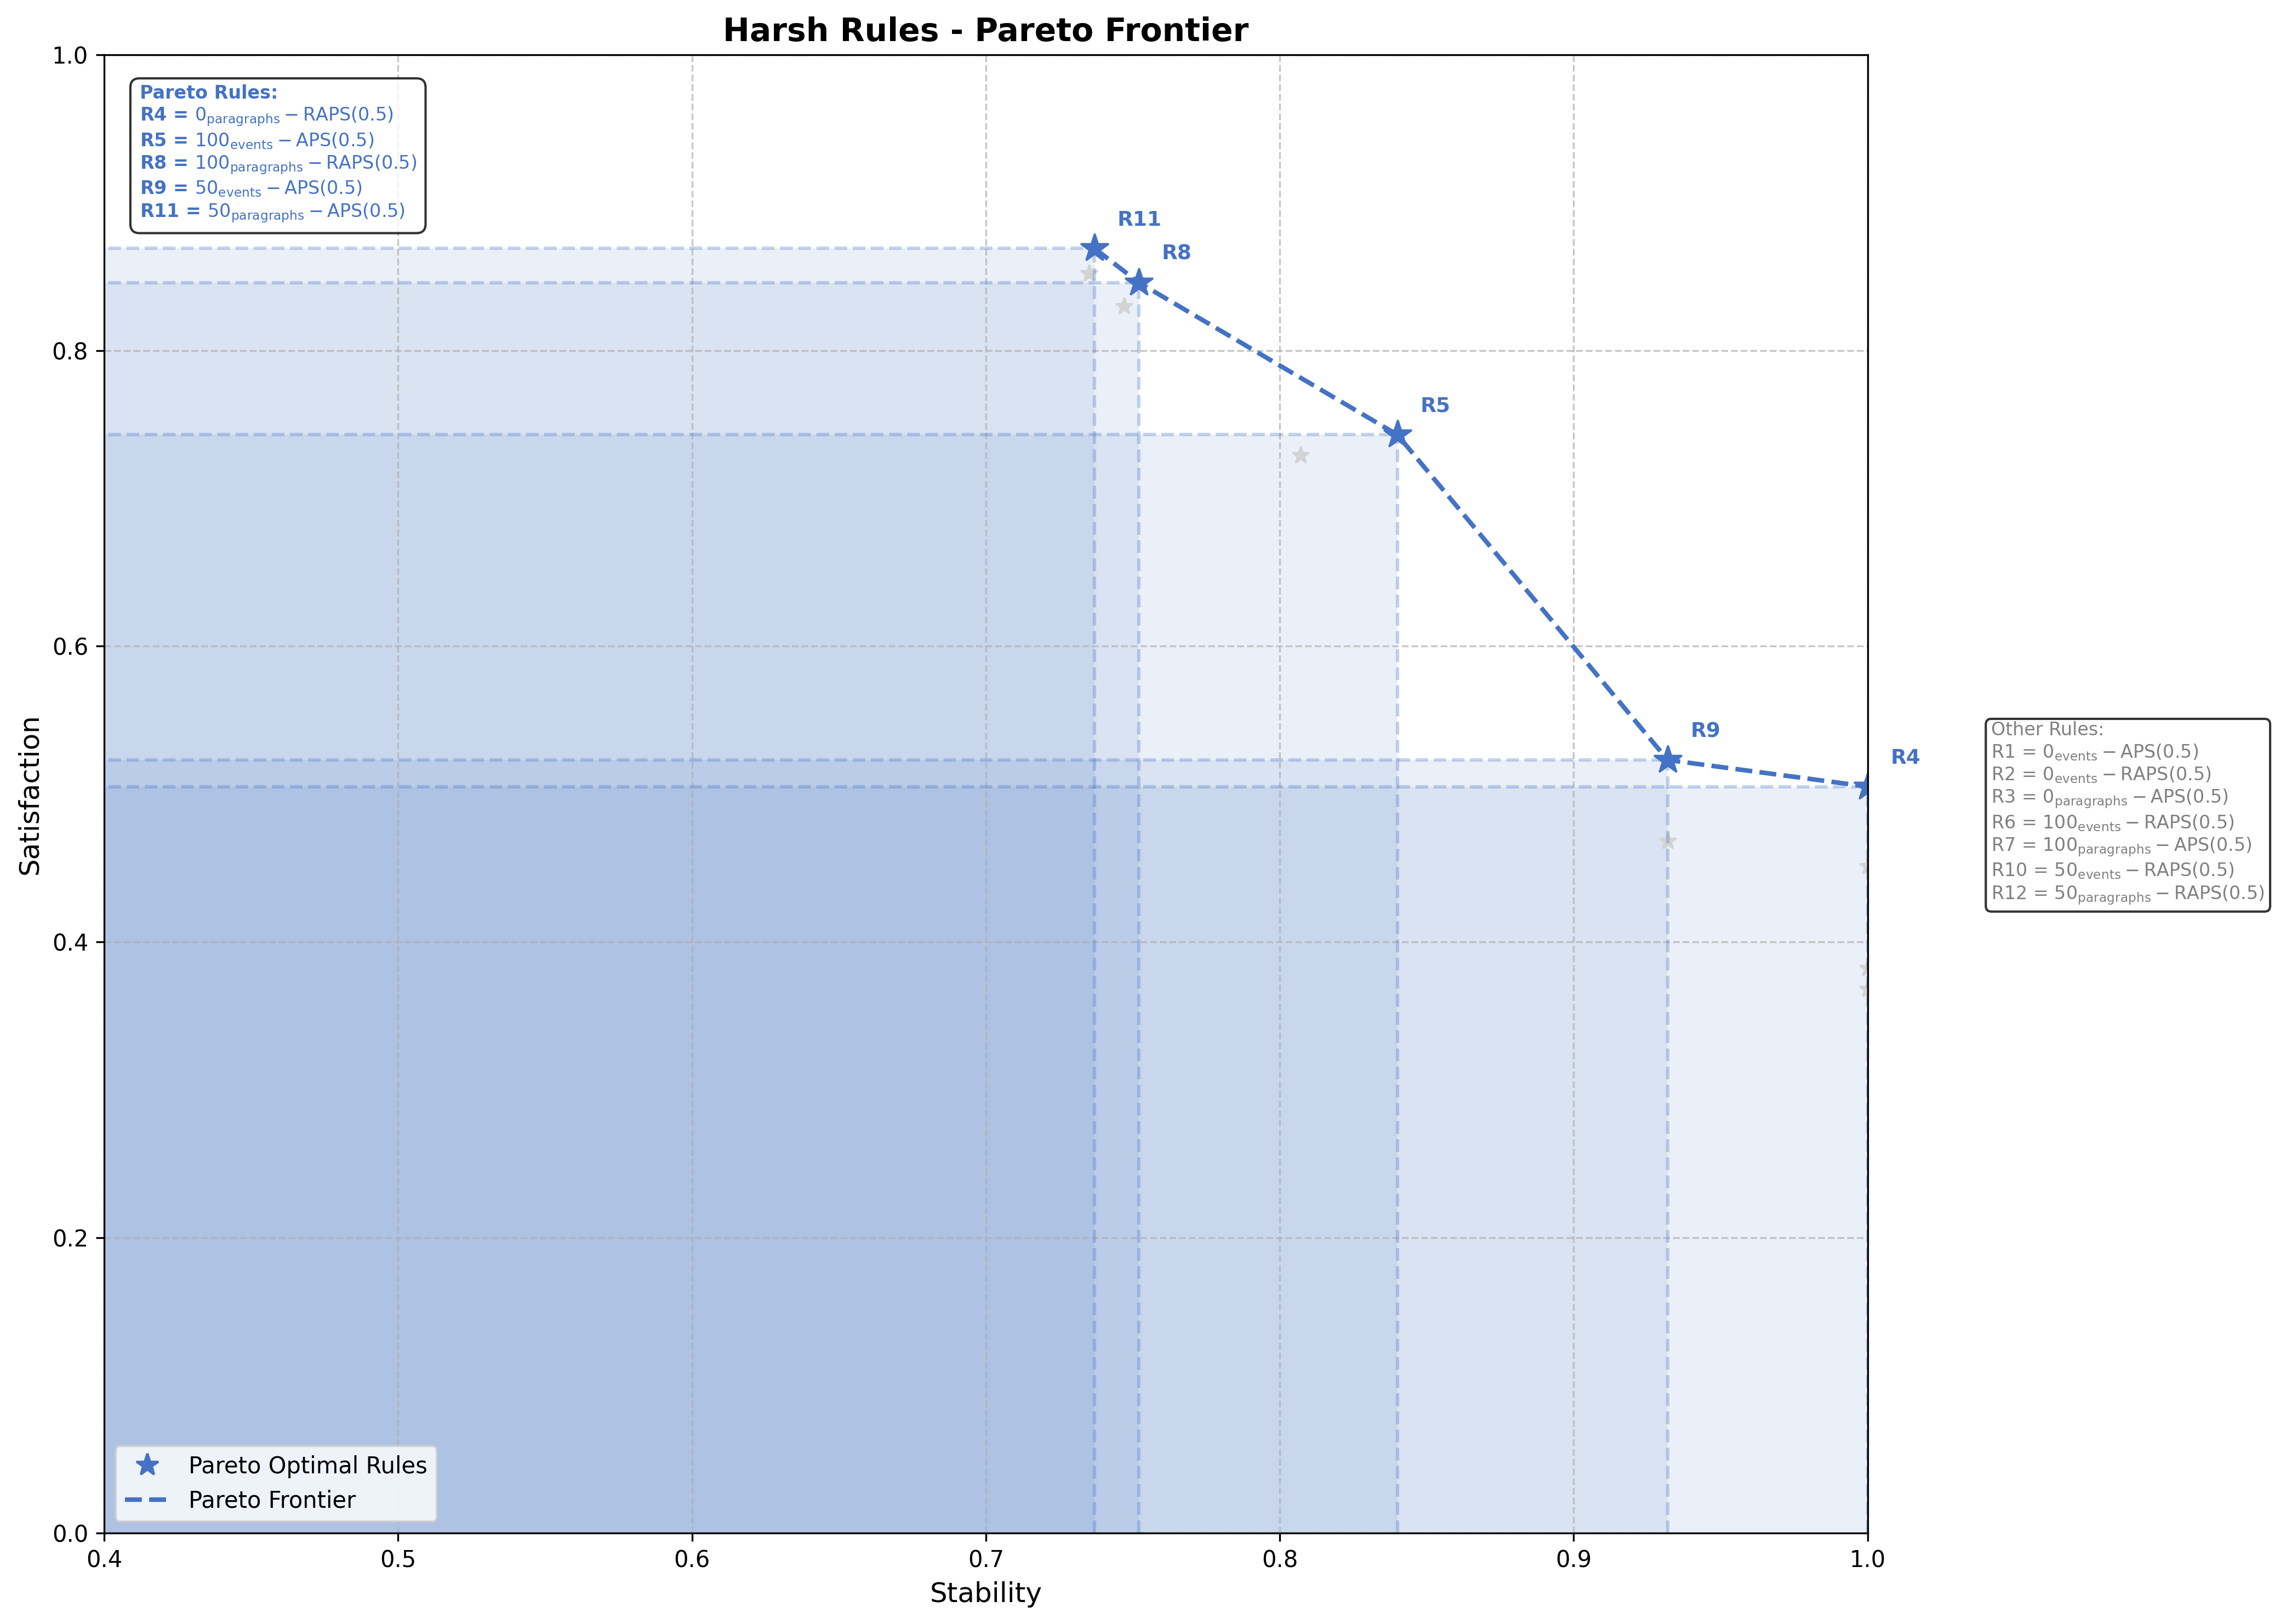 Harsh Rules - Pareto Frontier
1.0
0.8
0.6
0.4
0.2
0.0
Satisfaction
Pareto Rules:
R4 = 0paragraphs − RAPS(0.5)
R5 = 100events − APS(0.5)
R8 = 100paragraphs − RAPS(0.5)
R9 = 50events − APS(0.5)
R11 = 50paragraphs − APS(0.5)
R11
R8
R5
R9
R4
Other Rules:
R1 = 0events − APS(0.5)
R2 = 0events − RAPS(0.5)
R3 = 0paragraphs − APS(0.5)
R6 = 100events − RAPS(0.5)
R7 = 100paragraphs − APS(0.5)
R10 = 50events − RAPS(0.5)
R12 = 50paragraphs − RAPS(0.5)
Pareto Optimal Rules
Pareto Frontier
0.4 0.5 0.6 0.7 0.8 0.9 1.0
Stability